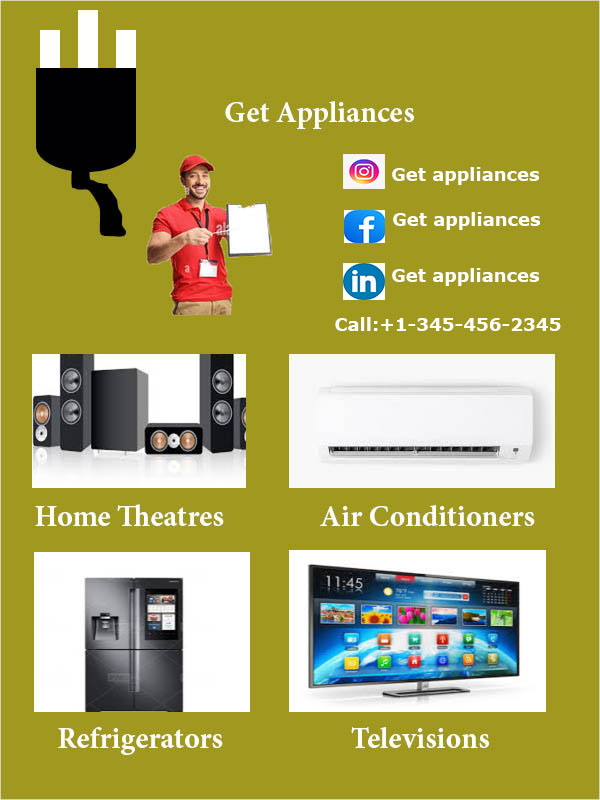 Get Appliances
Get appliances
Get appliances
in Get appliances
Call:+1-345-456-2345
Home Theatres
Air Conditioners
11:45
Refrigerators
Televisions